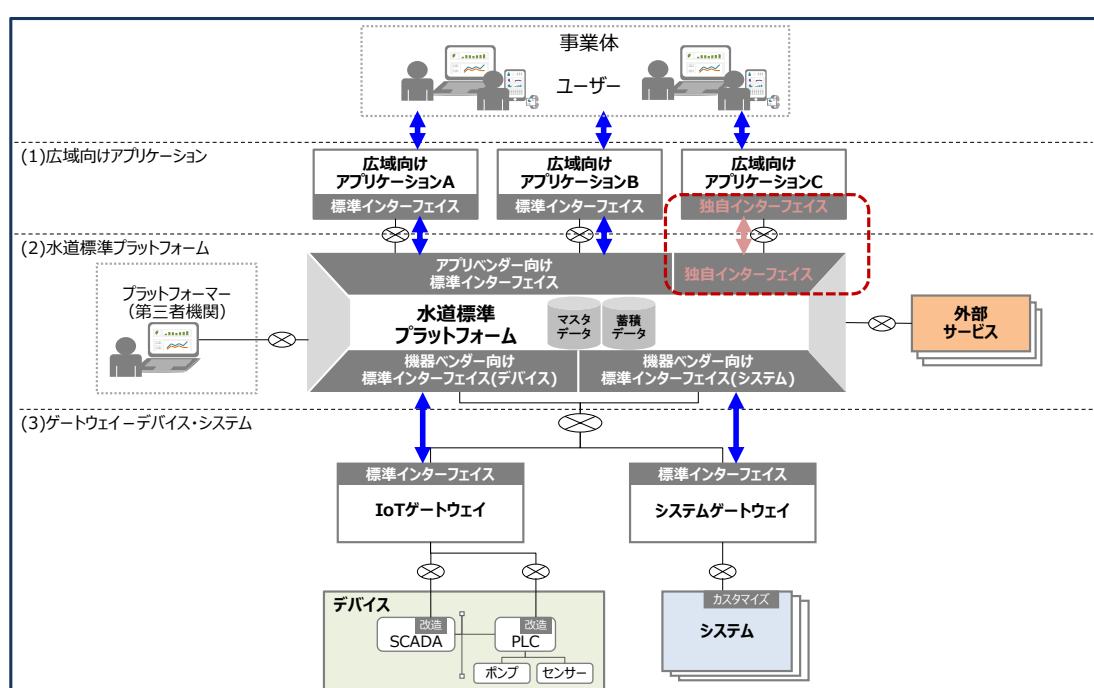 事業体
ユーザー
(1)広域向けアプリケーション
広域向け
アプリケーションA
標準インターフェイス
広域向け
アプリケーションB
標準インターフェイス
広域向け
アプリケーションC
独自インターフェイス
(2)水道標準プラットフォーム
アプリベンダー向け
標準インターフェイス
独自インターフェイス
プラットフォーマー
(第三者機関)
水道標準
プラットフォーム
マスタ
データ
蓄積
データ
外部
サービス
機器ベンダー向け
標準インターフェイス(デバイス)
機器ベンダー向け
標準インターフェイス(システム)
(3)ゲートウェイ－デバイス・システム
標準インターフェイス
IoTゲートウェイ
標準インターフェイス
システムゲートウェイ
デバイス
改造
SCADA
改造
PLC
ポンプ
センサー
カスタマイズ
システム